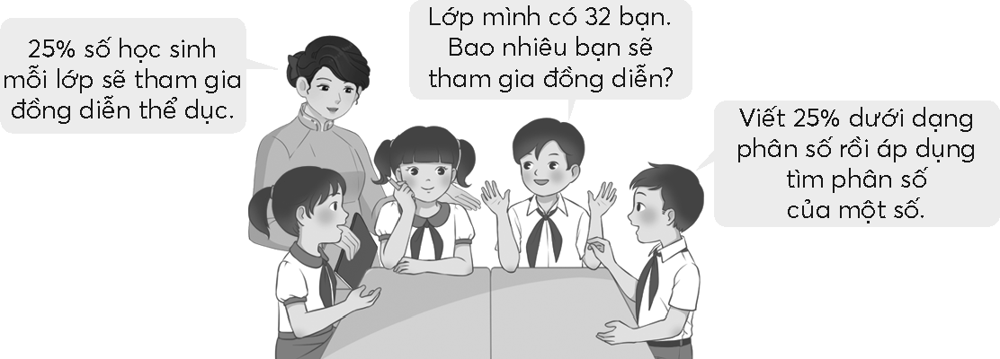 25% số học sinh
mỗi lớp sẽ tham gia
đồng diễn thể dục.
Lớp mình có 32 bạn.
Bao nhiêu bạn sẽ
tham gia đồng diễn?
Viết 25% dưới dạng
phân số rồi áp dụng
tìm phân số
của một số.